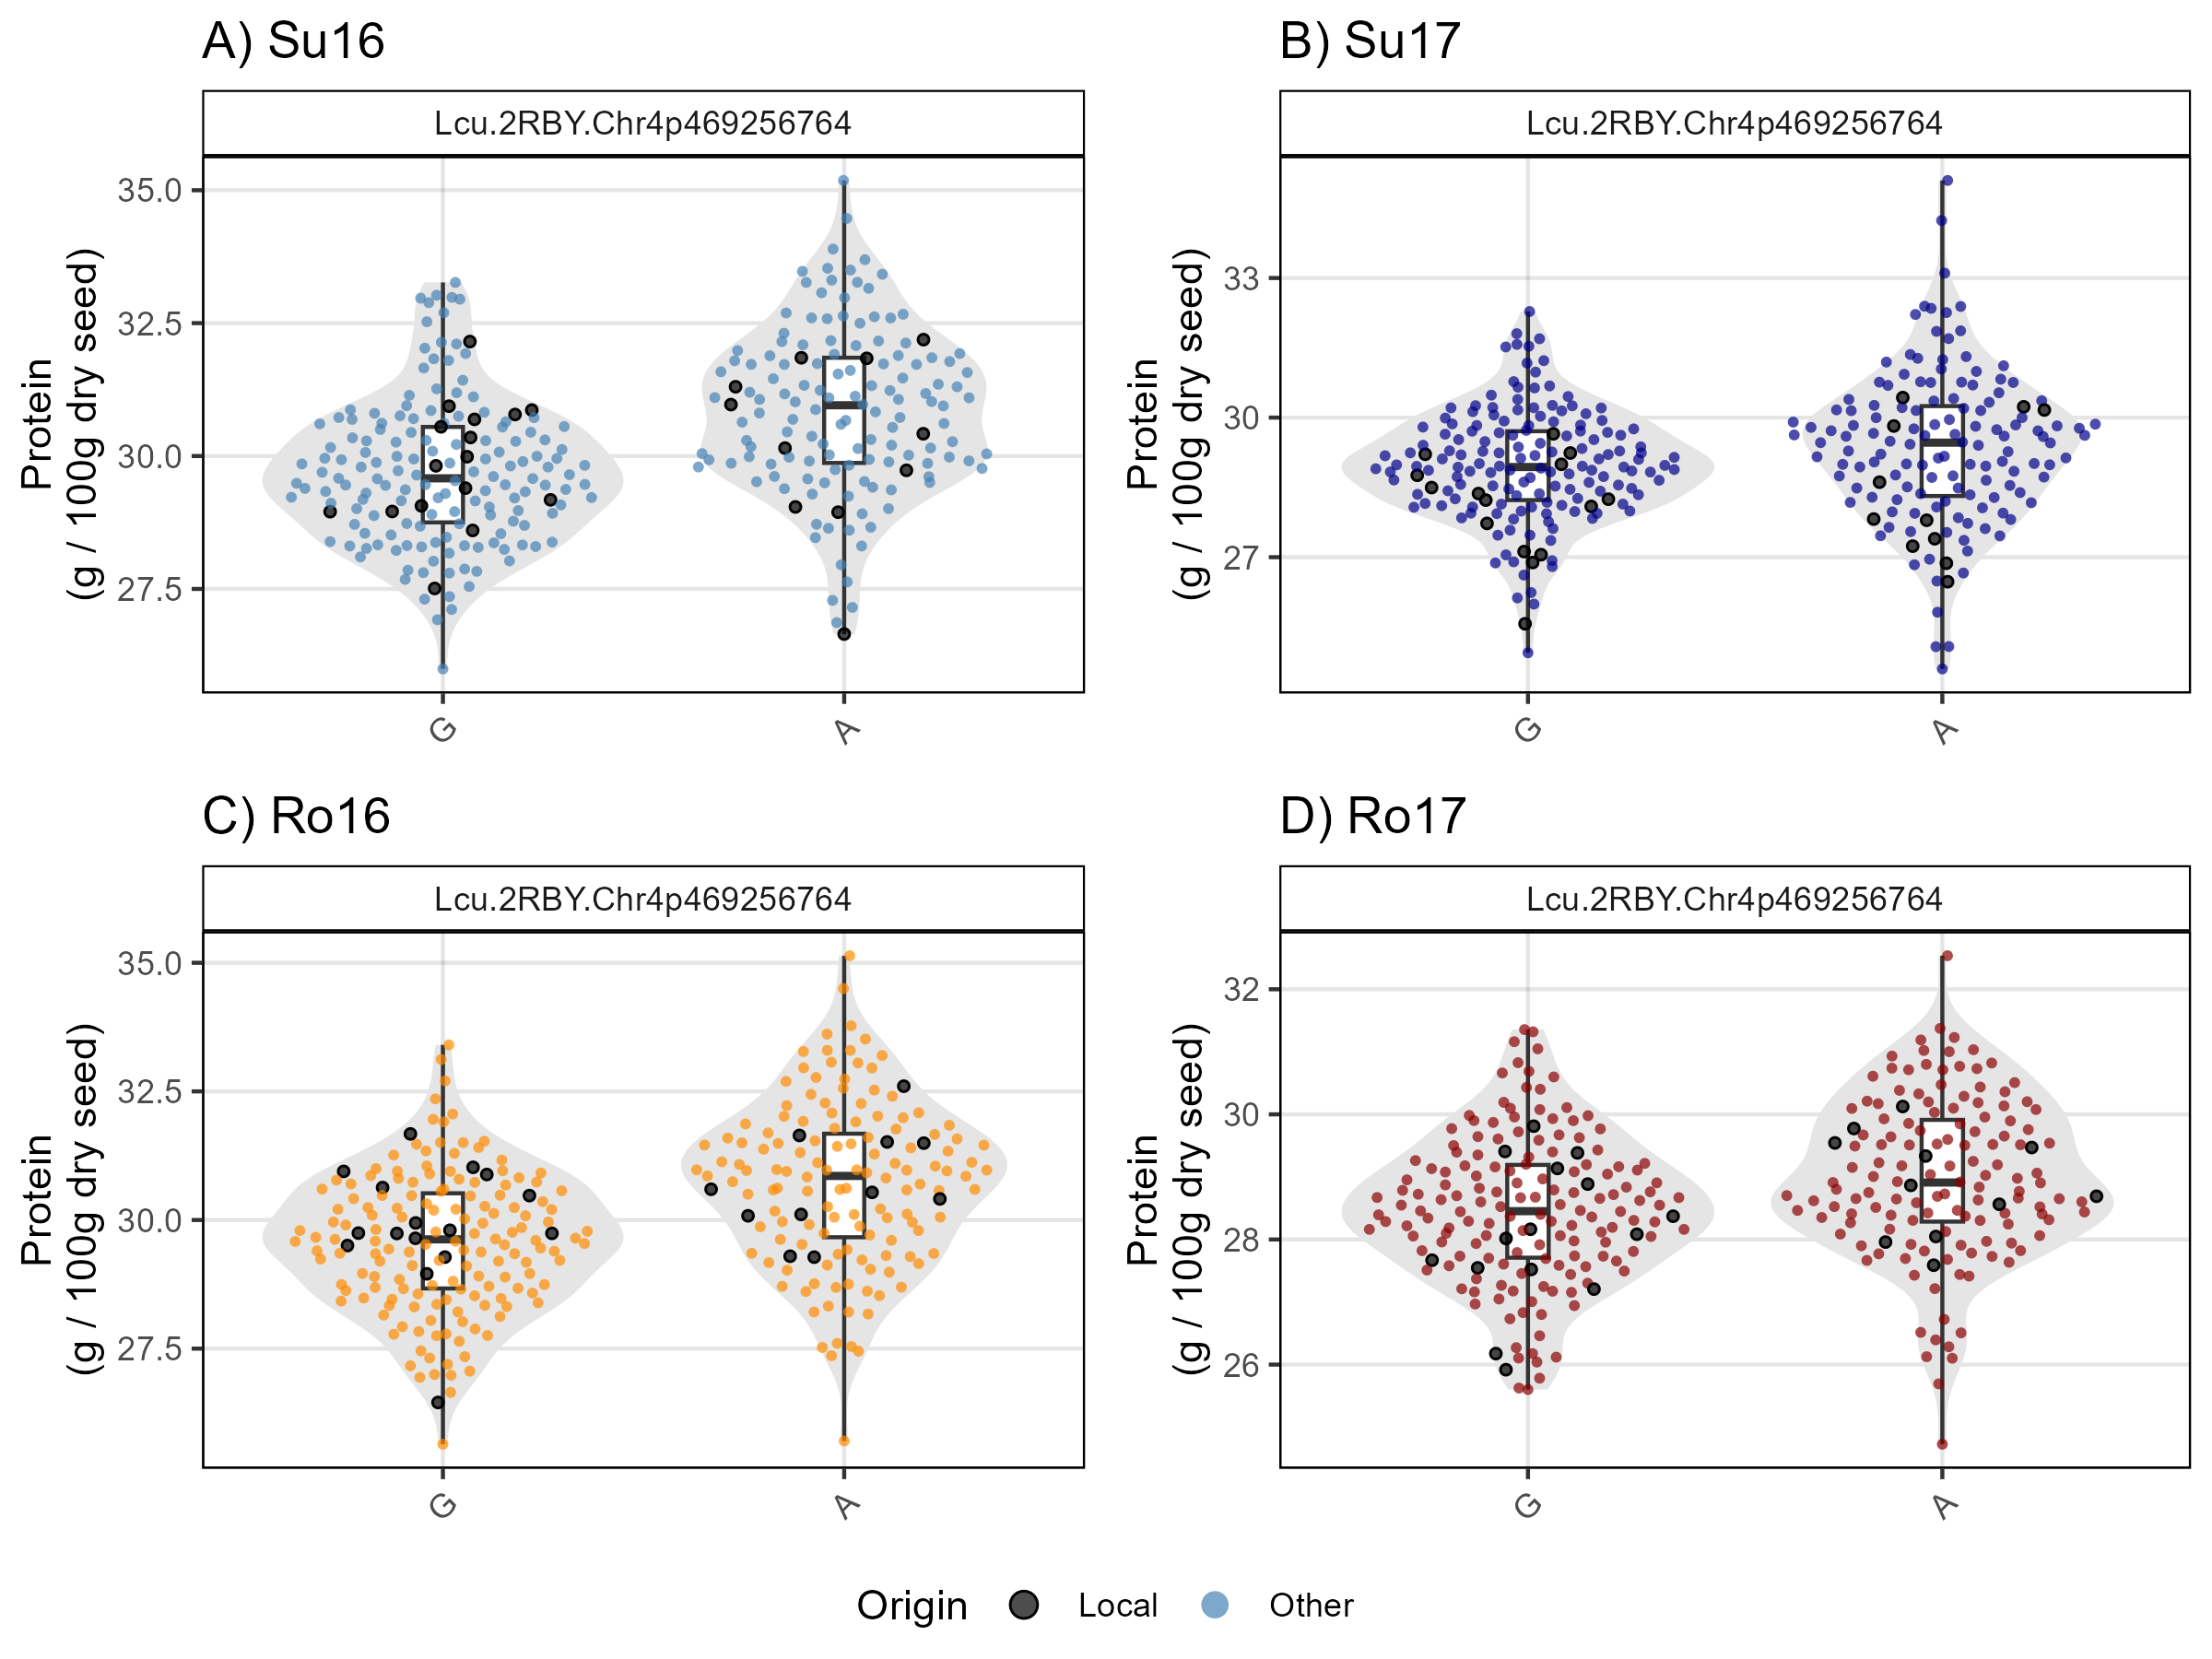 A) Su16
Lcu.2RBY.Chr4p469256764
Protein
(g / 100g dry seed)
35.0
32.5
30.0
27.5
G
A
B) Su17
Lcu.2RBY.Chr4p469256764
Protein
(g / 100g dry seed)
33
30
27
G
A
C) Ro16
Lcu.2RBY.Chr4p469256764
Protein
(g / 100g dry seed)
35.0
32.5
30.0
27.5
G
A
D) Ro17
Lcu.2RBY.Chr4p469256764
Protein
(g / 100g dry seed)
32
30
28
26
G
A
Origin Local Other